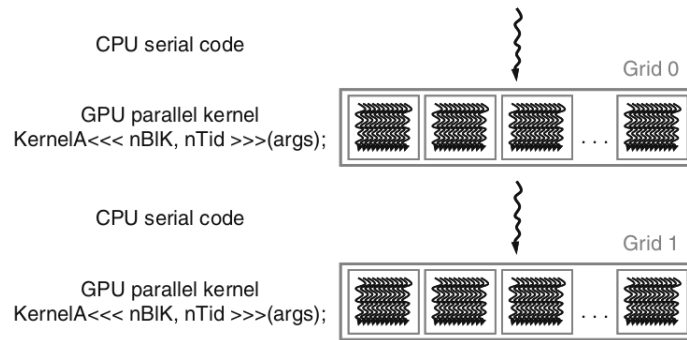 CPU serial code
Grid 0
GPU parallel kernel
KernelA<<< nBlK, nTid >>>(args);
. . .
CPU serial code
Grid 1
GPU parallel kernel
KernelA<<< nBlK, nTid >>>(args);
. . .